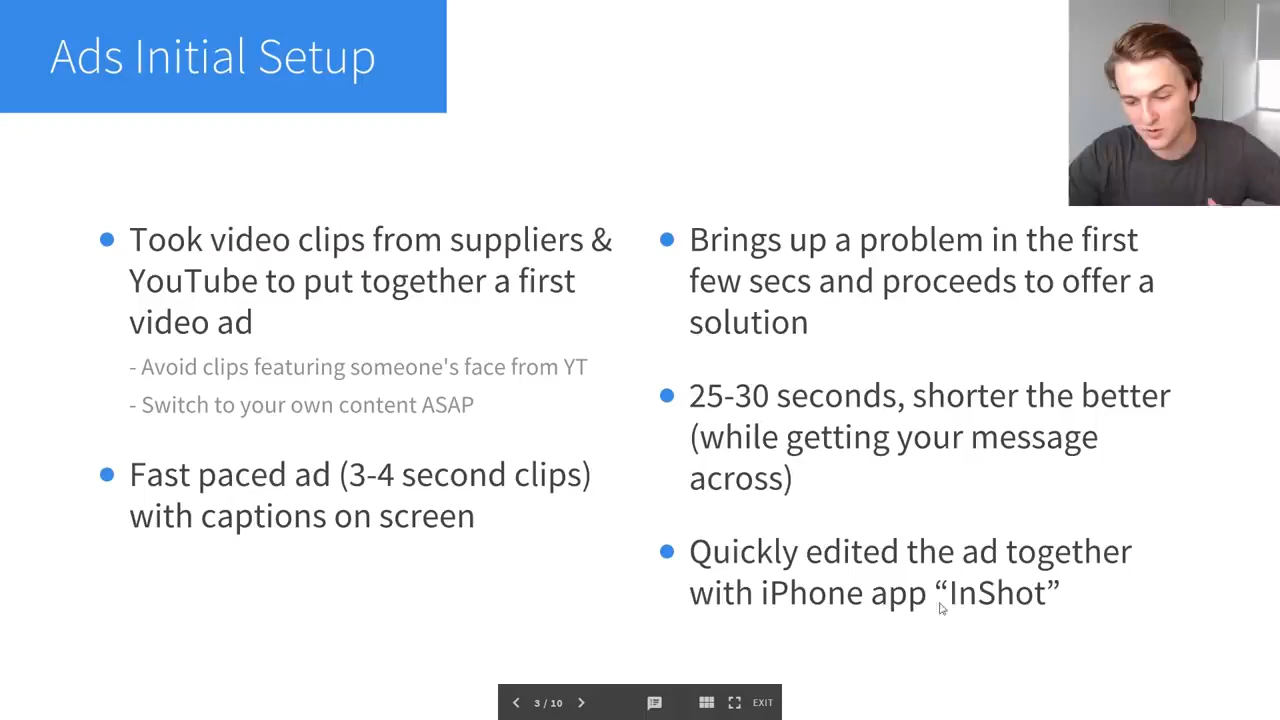 Ads Initial Setup
Took video clips from suppliers &
YouTube to put together a first
video ad
- Avoid clips featuring someone's face from YT
- Switch to your own content ASAP
Fast paced ad (3-4 second clips)
with captions on screen
Brings up a problem in the first
few secs and proceeds to offer a
solution
25-30 seconds, shorter the better
(while getting your message
across)
Quickly edited the ad together
with iPhone app “InShot”
3 / 10
EXIT